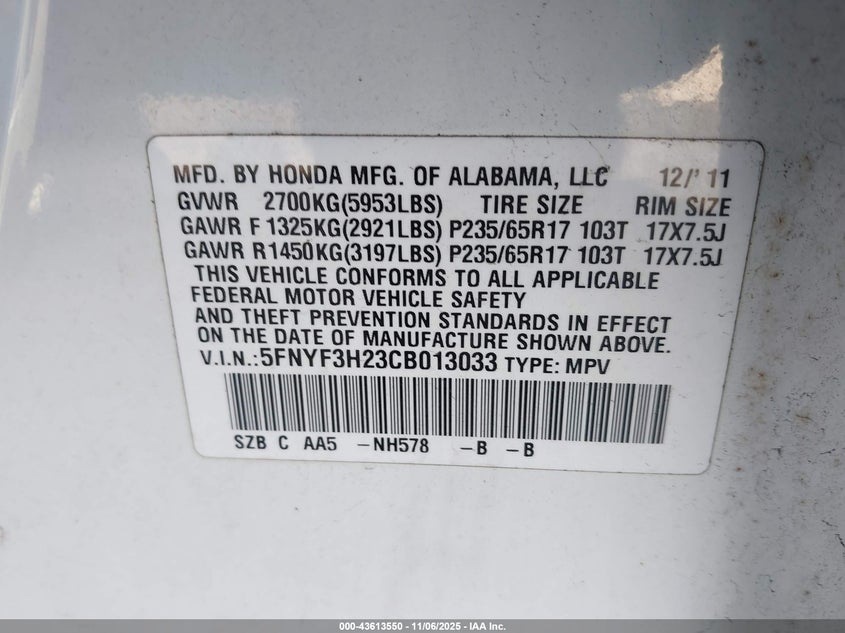 MFD. BY HONDA MFG. OF ALABAMA, LLC 12/'11
GVWR 2700KG(5953LBS) TIRE SIZE RIM SIZE
GAWR F 1325KG(2921LBS) P235/65R17 103T 17X7.5J
GAWR R1450KG(3197LBS) P235/65R17 103T 17X7.5J
THIS VEHICLE CONFORMS TO ALL APPLICABLE
FEDERAL MOTOR VEHICLE SAFETY
AND THEFT PREVENTION STANDARDS IN EFFECT
ON THE DATE OF MANUFACTURE SHOWN ABOVE.
V.I.N.:5FNYF3H23CB013033 TYPE: MPV
SZB C AA5 -NH578 -B -B
000-43613550 - 11/06/2025 - IAA Inc.